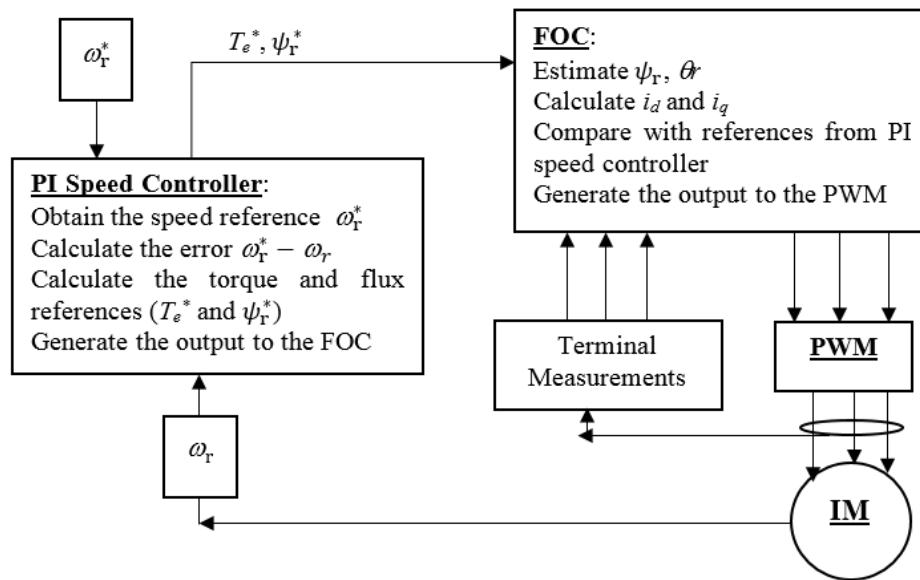 ω_r^*
T_e^*, ψ_r^*
FOC:
Estimate ψ_r, θr
Calculate i_d and i_q
Compare with references from PI
speed controller
Generate the output to the PWM
PI Speed Controller:
Obtain the speed reference ω_r^*
Calculate the error ω_r^* − ω_r
Calculate the torque and flux
references (T_e^* and ψ_r^*)
Generate the output to the FOC
Terminal
Measurements
PWM
ω_r
IM